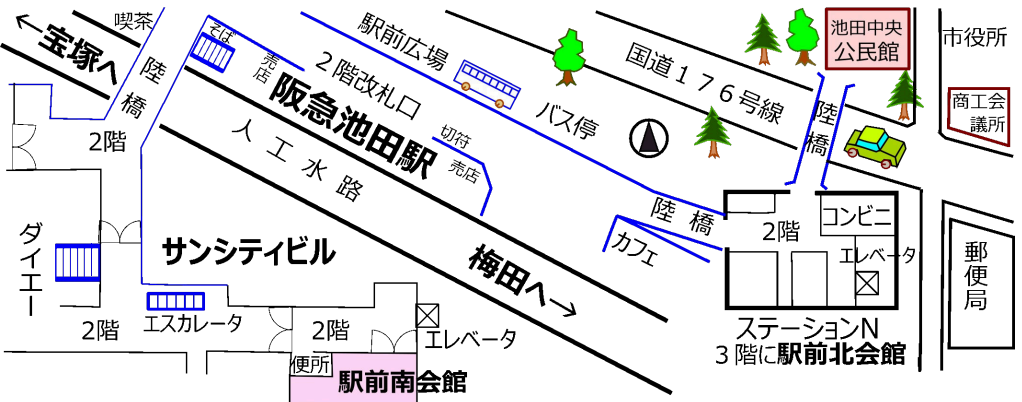 ←宝塚へ
喫茶
陸橋
2階
そば
売店
2階改札口
阪急池田駅
切符
売店
人工水路
駅前広場
バス停
国道176号線
池田中央
公民館
市役所
商工会
議所
陸橋
陸橋
カフェ
2階
コンビニ
エレベータ
郵便局
ステーションN
3階に駅前北会館
梅田へ→
サンシティビル
ダイエー
エスカレータ
2階
2階
エレベータ
便所
駅前南会館